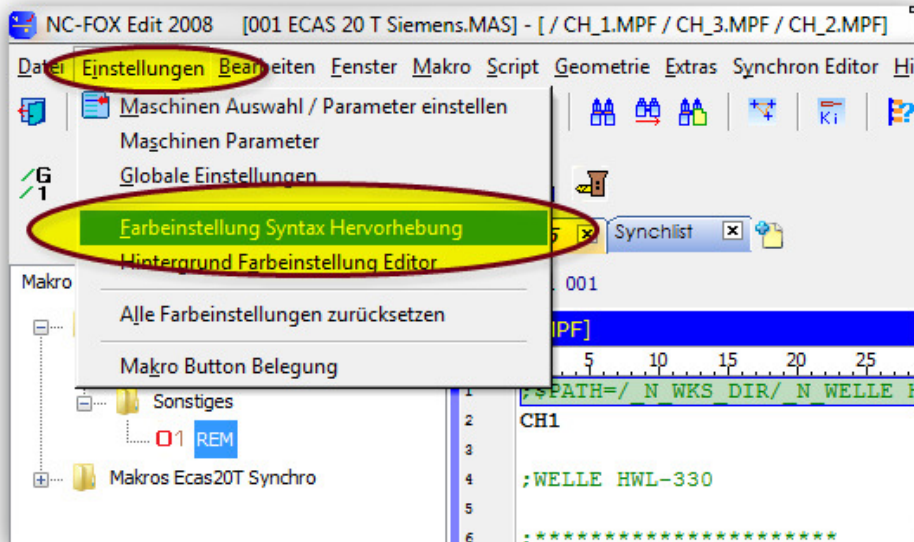 NC-FOX Edit 2008 [001 ECAS 20 T Siemens.MAS] - [ / CH_1.MPF / CH_3.MPF / CH_2.MPF]
Datei Einstellungen Bearbeiten Fenster Makro Script Geometrie Extras Synchron Editor Hi
Maschinen Auswahl / Parameter einstellen
Maschinen Parameter
Globale Einstellungen
Farbeinstellung Syntax Hervorhebung
Hintergrund Farbeinstellung Editor
Alle Farbeinstellungen zurücksetzen
Makro Button Belegung
Ki
/G
/1
Synchlist
Makro
001
MPF]
5 10 15 20 25
Sonstiges
01 REM
Makros Ecas20T Synchro
1 ;$PATH=/_N_WKS_DIR/_N_WELLE H
2 CH1
3
4 ;WELLE HWL-330
5
6 ;**********************